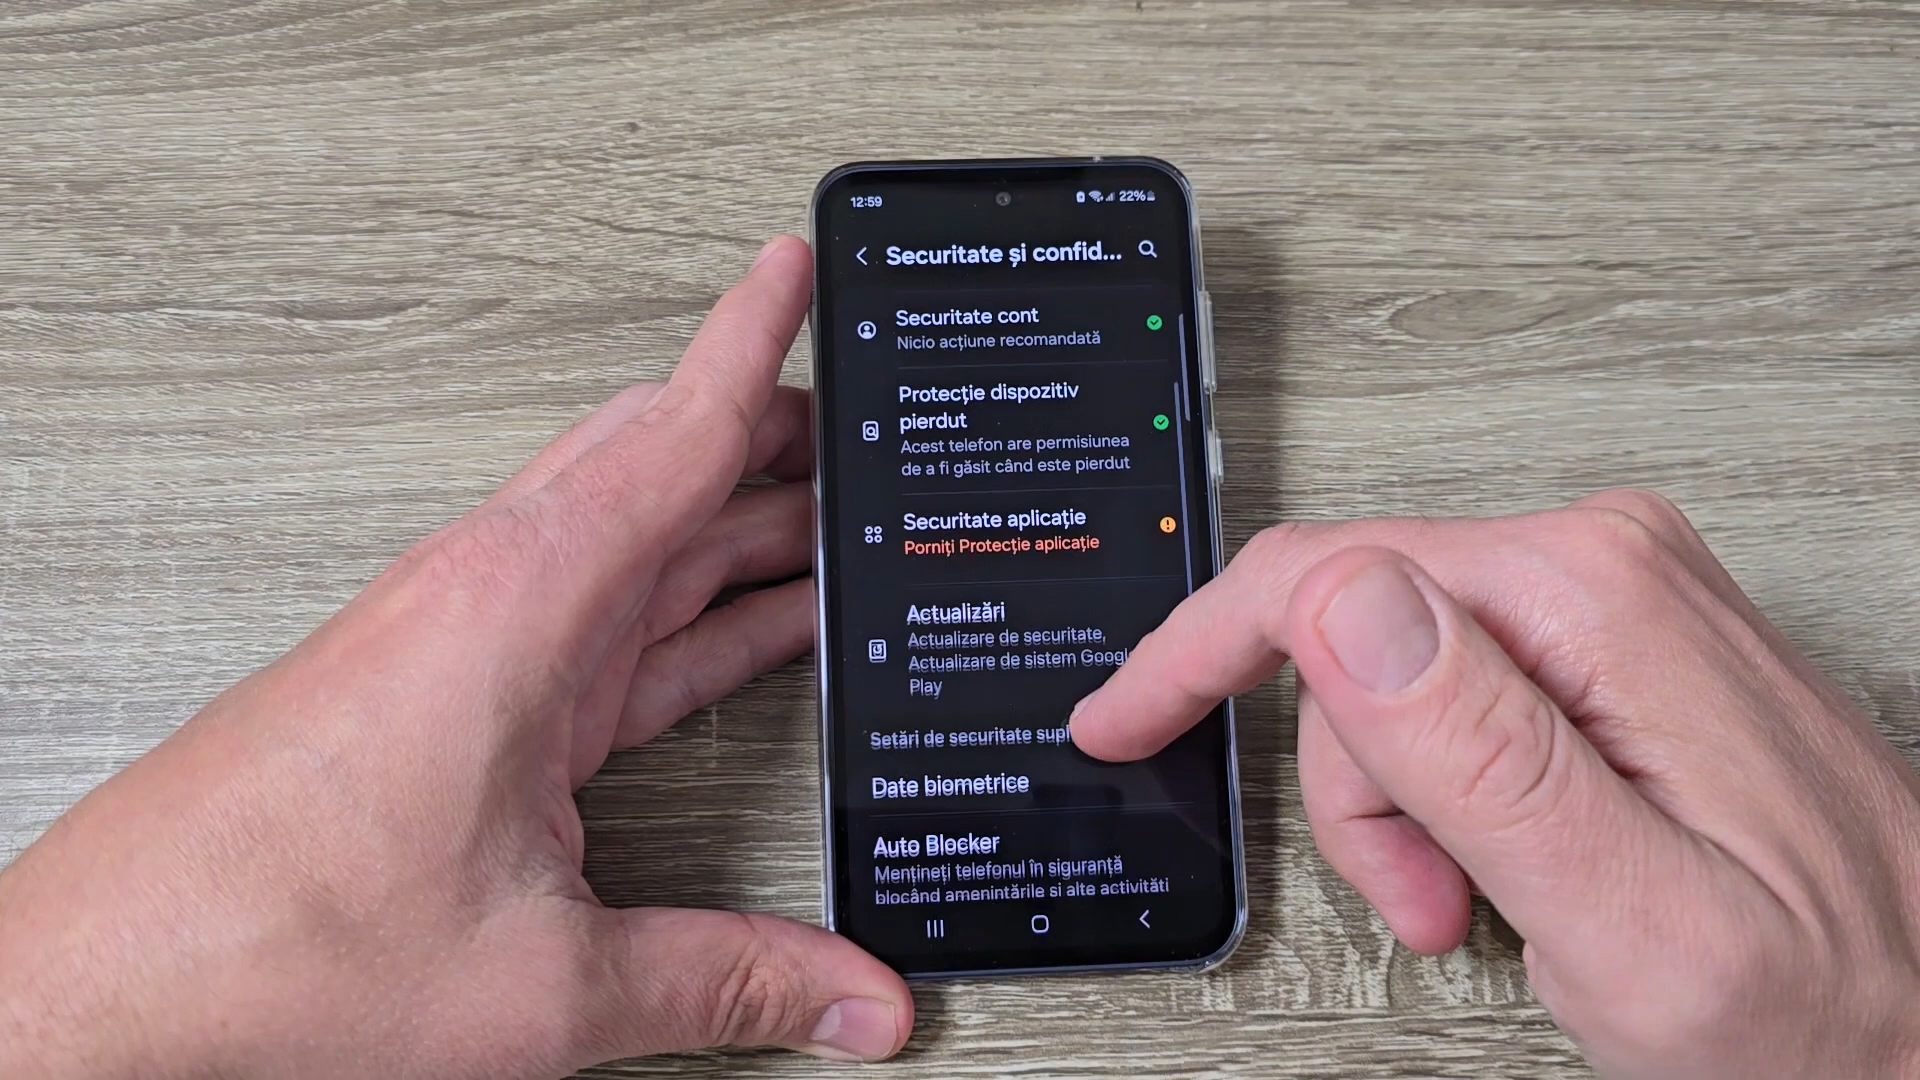 12:59
22%
Securitate și confid...
Securitate cont
Nicio acțiune recomandată
Protecție dispozitiv
pierdut
Acest telefon are permisiunea
de a fi găsit când este pierdut
Securitate aplicație
Porniți Protecție aplicație
Actualizări
Actualizare de securitate,
Actualizare de sistem Googl
Play
Setări de securitate supl
Date biometrice
Auto Blocker
Mențineți telefonul în siguranță
blocând amenințările si alte activităti